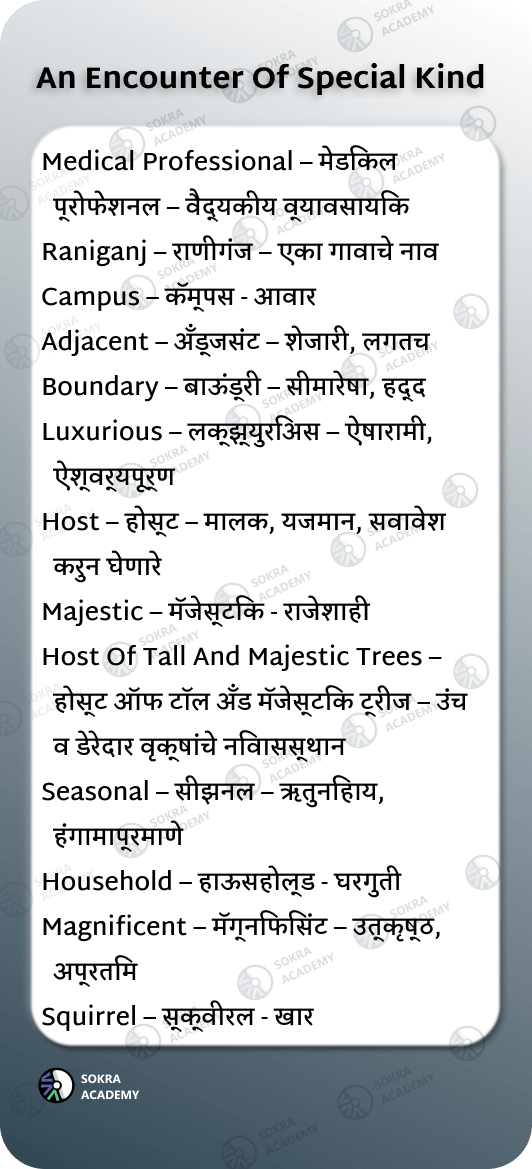 An Encounter Of Special Kind
Medical Professional – मेडिकल
प्रोफेशनल – वैद्यकीय व्यावसायिक
Raniganj – राणीगंज – एका गावाचे नाव
Campus – कॅम्पस - आवार
Adjacent – अँड्जसंट – शेजारी, लगतच
Boundary – बाऊंड्री – सीमारेषा, हद्द
Luxurious – लक्झ्युरिअस – ऐषारामी,
ऐश्वर्यपूर्ण
Host – होस्ट – मालक, यजमान, सवावेश
करुन घेणारे
Majestic – मॅजेस्टिक - राजेशाही
Host Of Tall And Majestic Trees –
होस्ट ऑफ टॉल अँड मॅजेस्टिक ट्रीज – उंच
व डेरेदार वृक्षांचे निवासस्थान
Seasonal – सीझनल – ऋतुनिहाय,
हंगामाप्रमाणे
Household – हाऊसहोल्ड - घरगुती
Magnificent – मॅग्निफिसिंट – उत्कृष्ठ,
अप्रतिम
Squirrel – स्क्वीरल - खार
SOKRA
ACADEMY